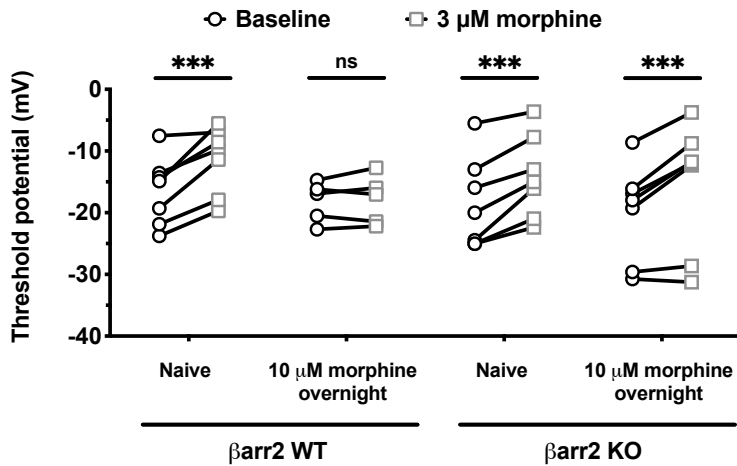 Baseline 3 µM morphine
*** ns *** ***
Threshold potential (mV)
0
-10
-20
-30
-40
Naive 10 µM morphine overnight Naive 10 µM morphine overnight
βarr2 WT βarr2 KO